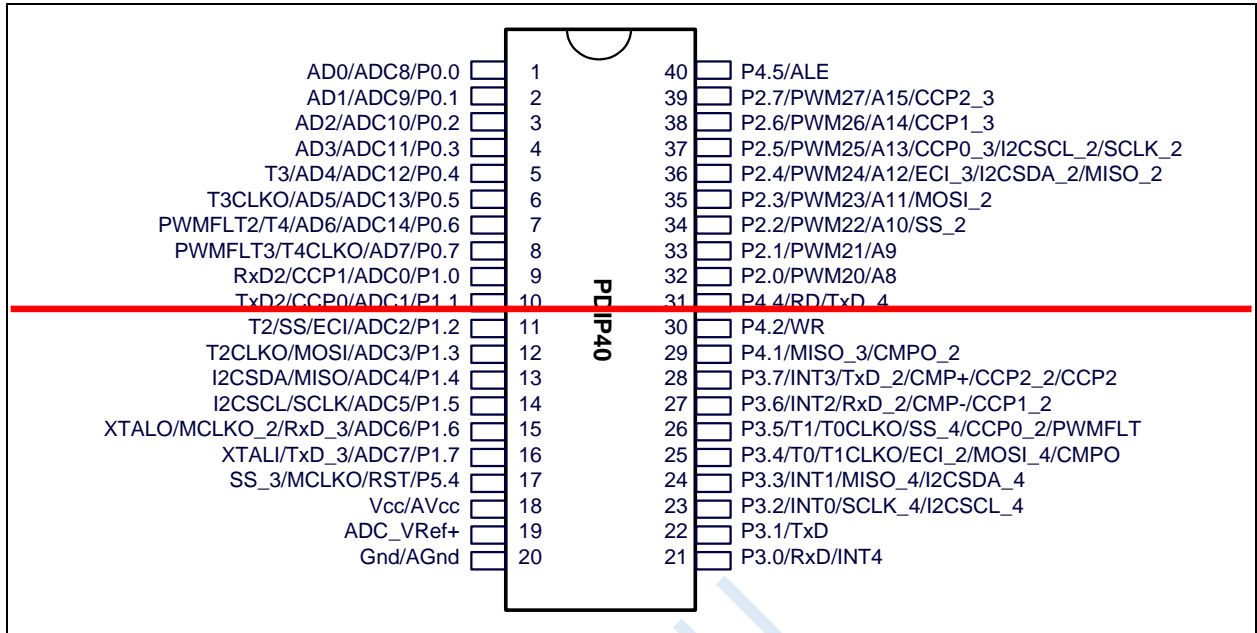 AD0/ADC8/P0.0 1 40 P4.5/ALE
AD1/ADC9/P0.1 2 39 P2.7/PWM27/A15/CCP2_3
AD2/ADC10/P0.2 3 38 P2.6/PWM26/A14/CCP1_3
AD3/ADC11/P0.3 4 37 P2.5/PWM25/A13/CCP0_3/I2CSCL_2/SCLK_2
T3/AD4/ADC12/P0.4 5 36 P2.4/PWM24/A12/ECI_3/I2CSDA_2/MISO_2
T3CLKO/AD5/ADC13/P0.5 6 35 P2.3/PWM23/A11/MOSI_2
PWMFLT2/T4/AD6/ADC14/P0.6 7 34 P2.2/PWM22/A10/SS_2
PWMFLT3/T4CLKO/AD7/P0.7 8 33 P2.1/PWM21/A9
RxD2/CCP1/ADC0/P1.0 9 32 P2.0/PWM20/A8
TxD2/CCP0/ADC1/P1.1 10 31 P4.4/RD/TxD_4
PDIP40
T2/SS/ECI/ADC2/P1.2 11 30 P4.2/WR
T2CLKO/MOSI/ADC3/P1.3 12 29 P4.1/MISO_3/CMPO_2
I2CSDA/MISO/ADC4/P1.4 13 28 P3.7/INT3/TxD_2/CMP+/CCP2_2/CCP2
I2CSCL/SCLK/ADC5/P1.5 14 27 P3.6/INT2/RxD_2/CMP-/CCP1_2
XTALO/MCLKO_2/RxD_3/ADC6/P1.6 15 26 P3.5/T1/T0CLKO/SS_4/CCP0_2/PWMFLT
XTALI/TxD_3/ADC7/P1.7 16 25 P3.4/T0/T1CLKO/ECI_2/MOSI_4/CMPO
SS_3/MCLKO/RST/P5.4 17 24 P3.3/INT1/MISO_4/I2CSDA_4
Vcc/AVcc 18 23 P3.2/INT0/SCLK_4/I2CSCL_4
ADC_VRef+ 19 22 P3.1/TxD
Gnd/AGnd 20 21 P3.0/RxD/INT4